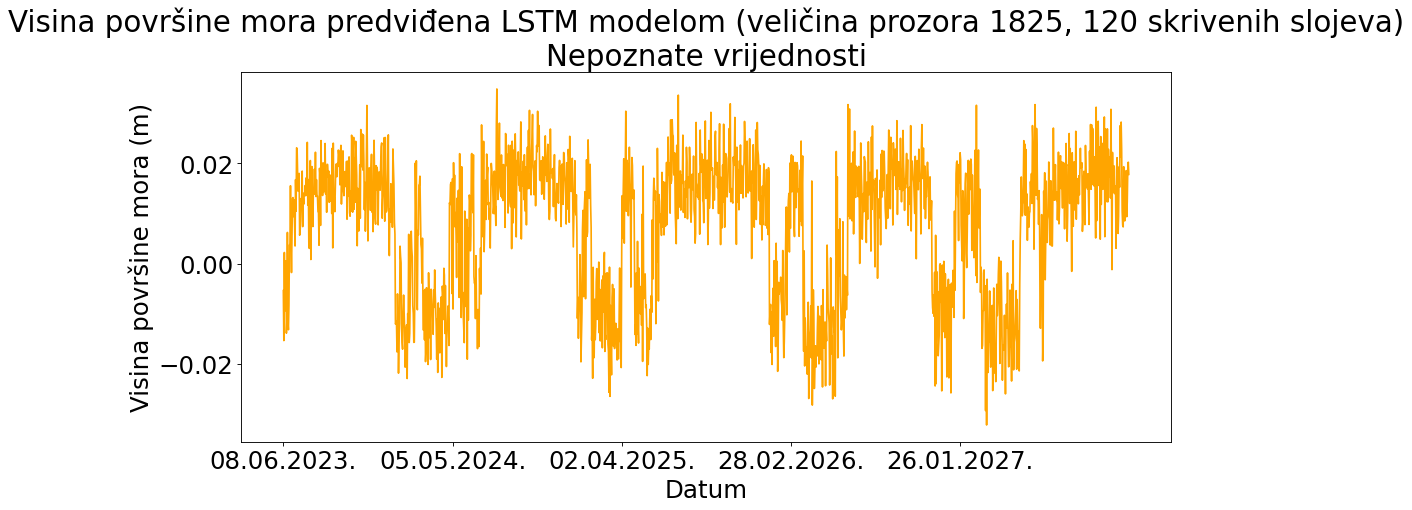 Visina površine mora predviđena LSTM modelom (veličina prozora 1825, 120 skrivenih slojeva)
Nepoznate vrijednosti
Visina površine mora (m)
0.02
0.00
−0.02
08.06.2023. 05.05.2024. 02.04.2025. 28.02.2026. 26.01.2027.
Datum